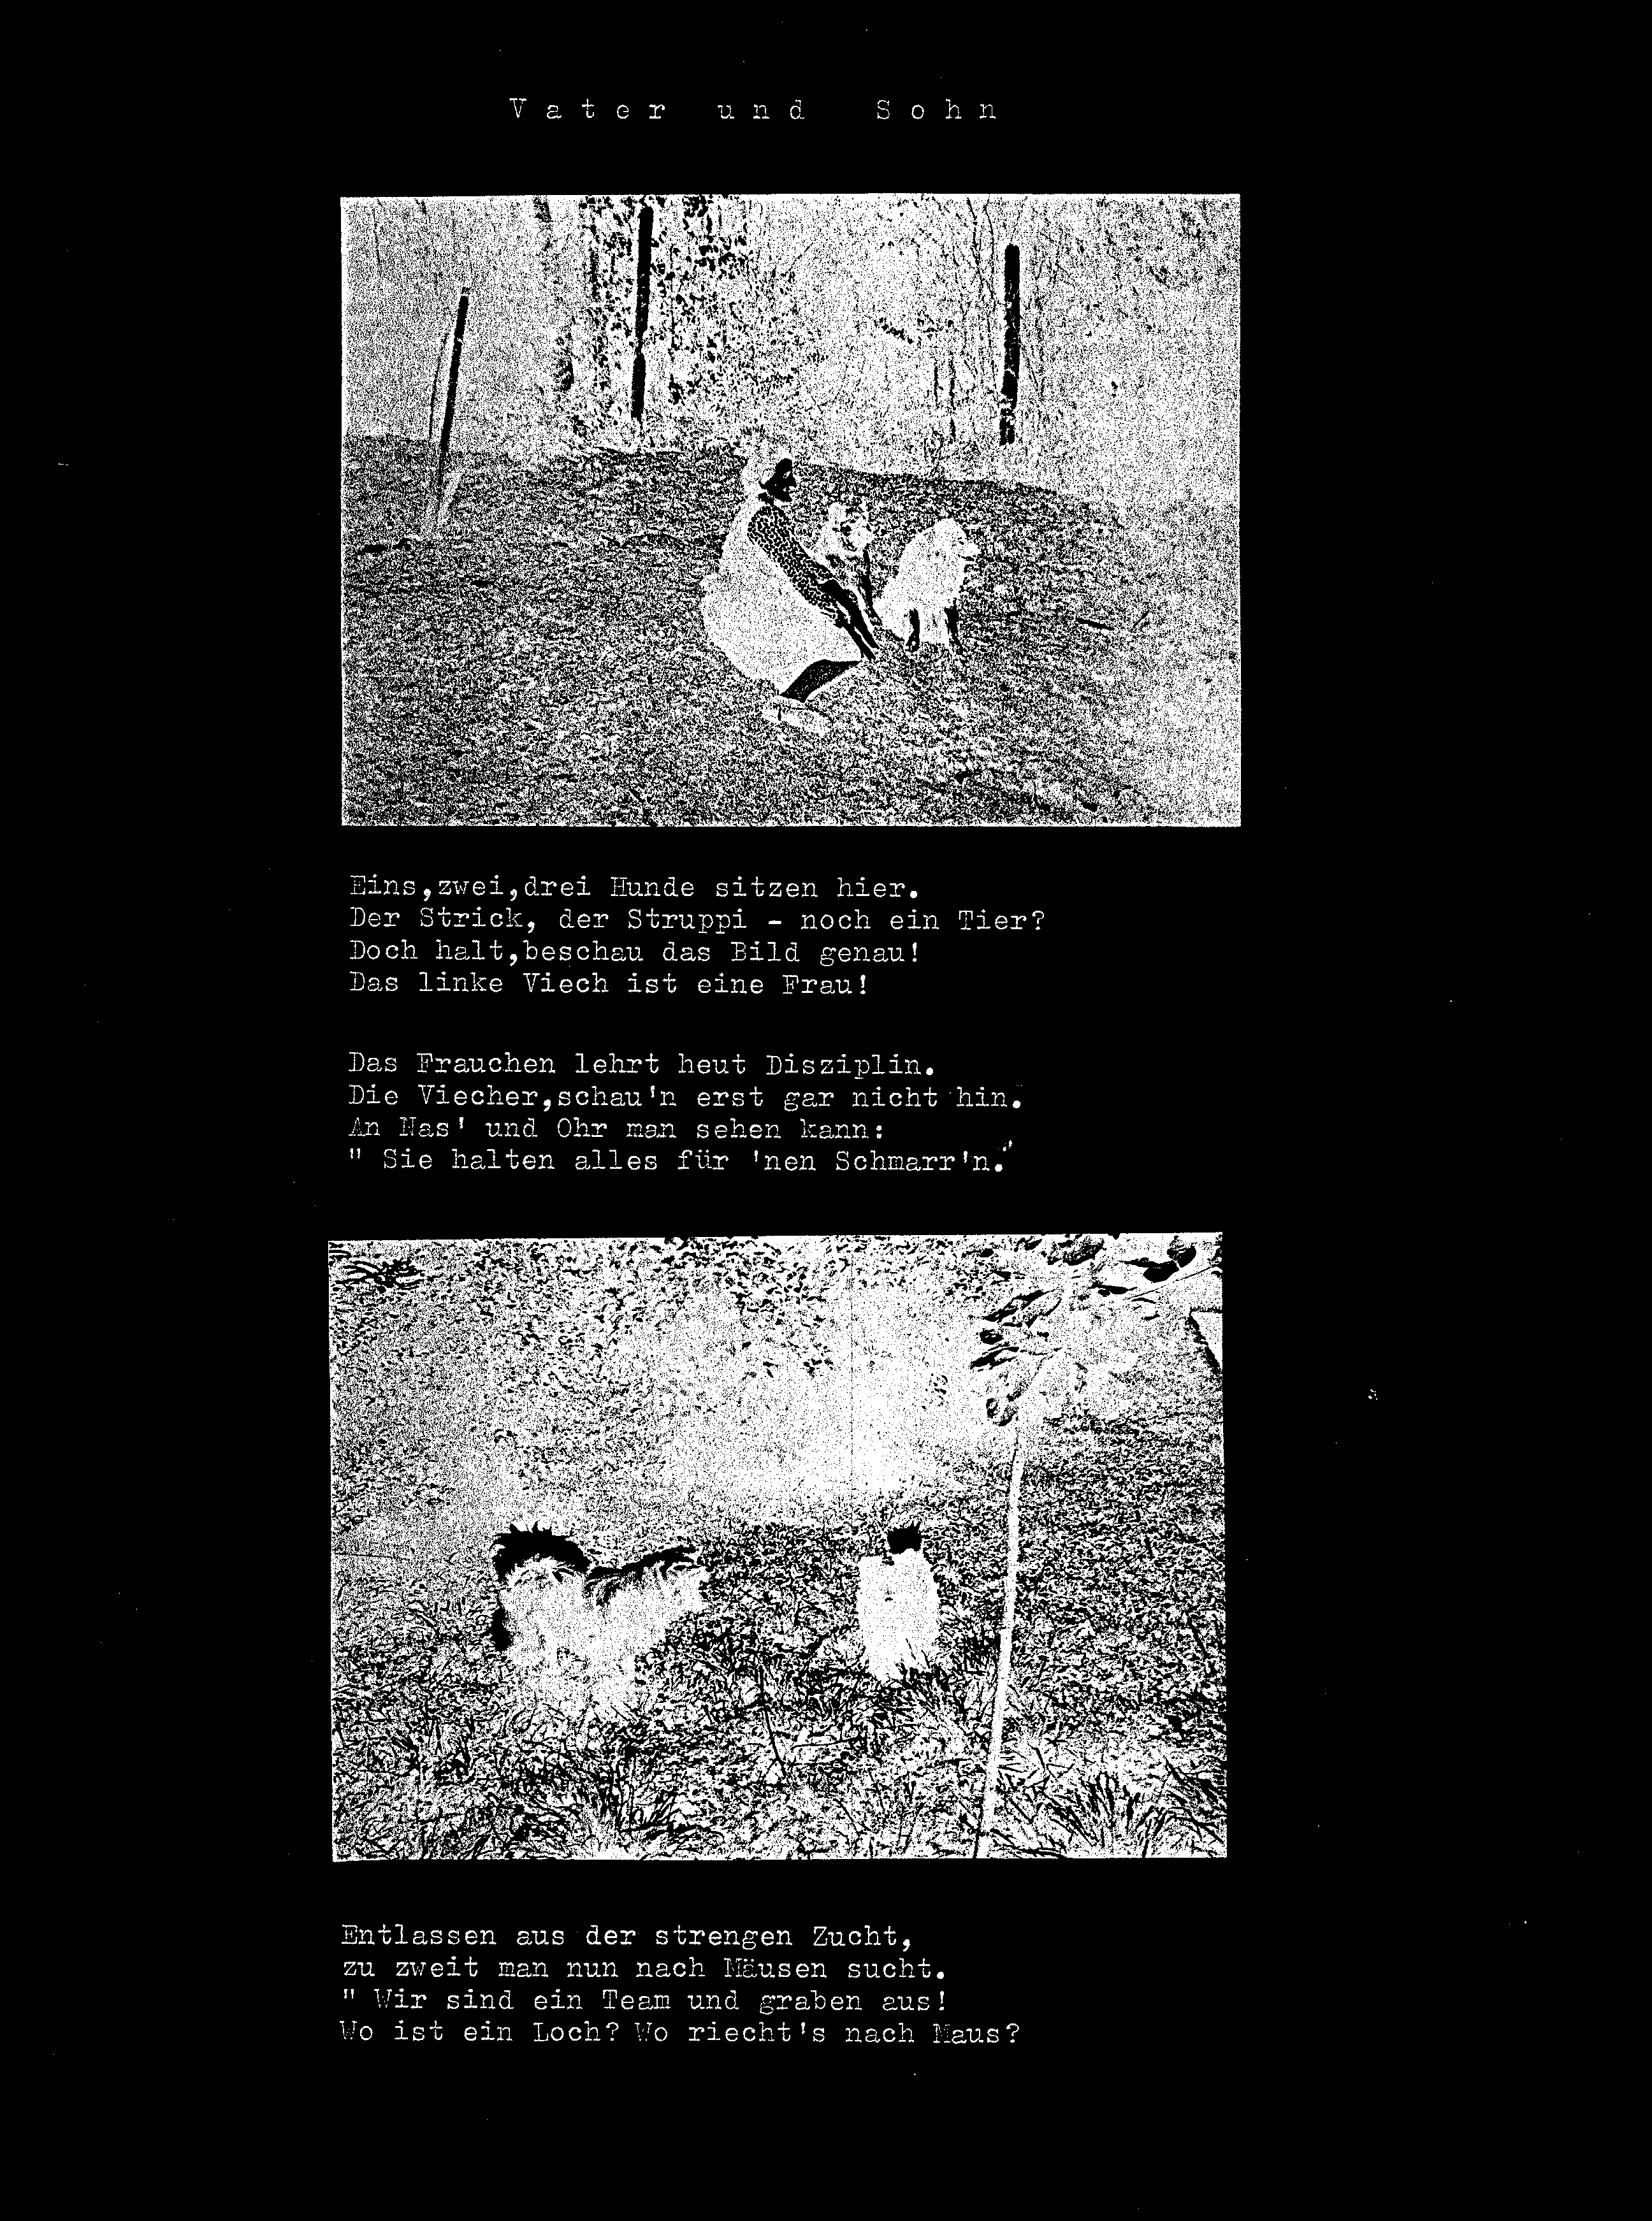 Vater und Sohn
Eins,zwei,drei Hunde sitzen hier.
Der Strick, der Struppi - noch ein Tier?
Doch halt,beschau das Bild genau!
Das linke Viech ist eine Frau!
Das Frauchen lehrt heut Disziplin.
Die Viecher,schau'n erst gar nicht hin.
An Nas' und Ohr man sehen kann:
" Sie halten alles für 'nen Schmarr'n."
Entlassen aus der strengen Zucht,
zu zweit man nun nach Mäusen sucht.
" Wir sind ein Team und graben aus!
Wo ist ein Loch? Wo riecht's nach Maus?